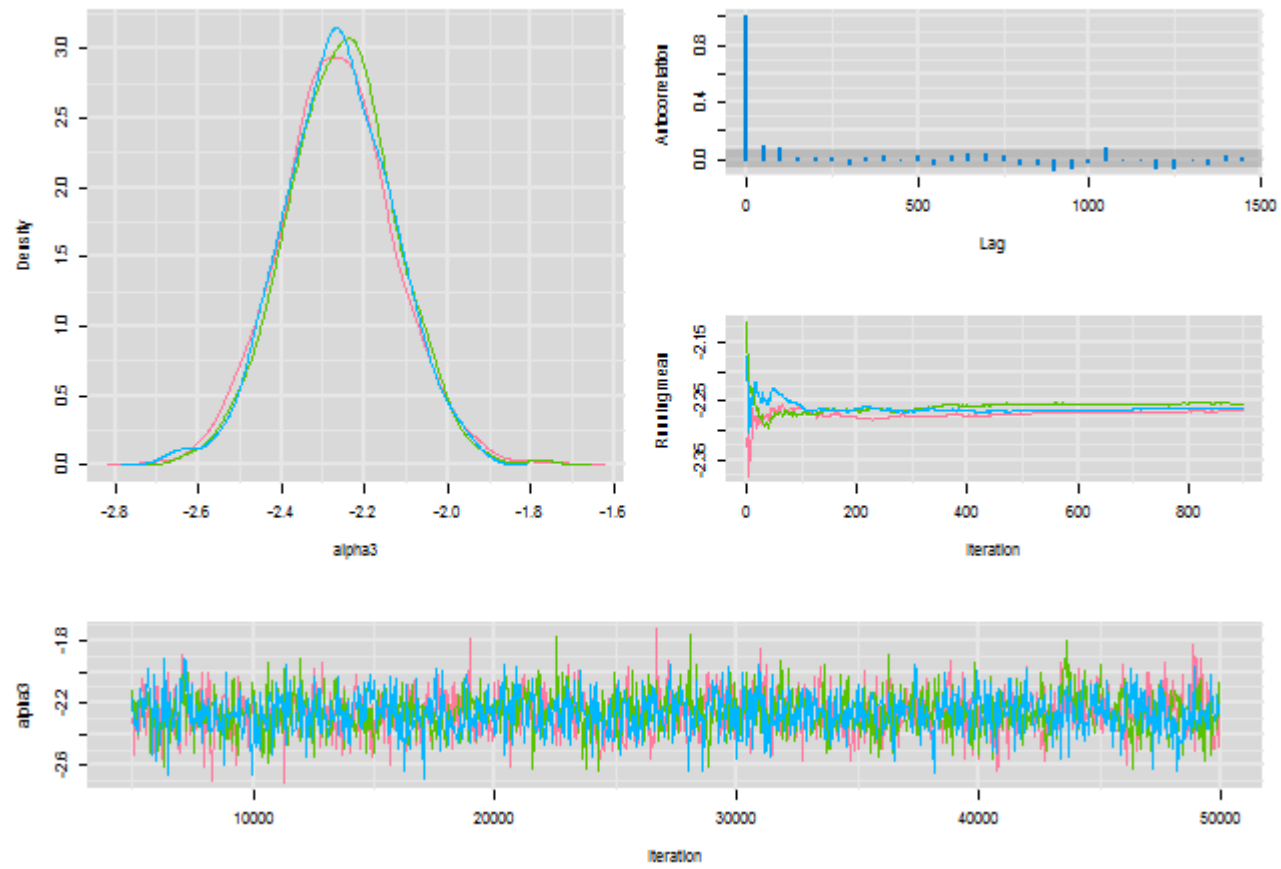 Density
0.0 0.5 1.0 1.5 2.0 2.5 3.0
-2.8 -2.6 -2.4 -2.2 -2.0 -1.8 -1.6
alpha3
Autocorrelation
0.0 0.4 0.8
0 500 1000 1500
Lag
Running mean
-2.35 -2.25 -2.15
0 200 400 600 800
Iteration
alpha3
-2.6 -2.2 -1.8
10000 20000 30000 40000 50000
Iteration